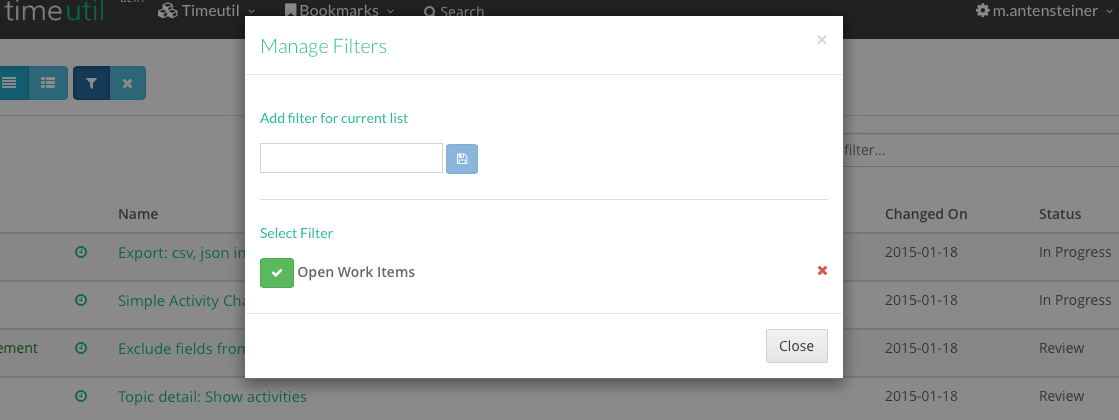 timeutil BETA Timeutil Bookmarks Search m.antensteiner
Manage Filters ×
Add filter for current list
filter...
Name Changed On Status
Select Filter
Export: csv, json in 2015-01-18 In Progress
Open Work Items
Simple Activity Cha 2015-01-18 In Progress
Close
ement Exclude fields from 2015-01-18 Review
Topic detail: Show activities 2015-01-18 Review